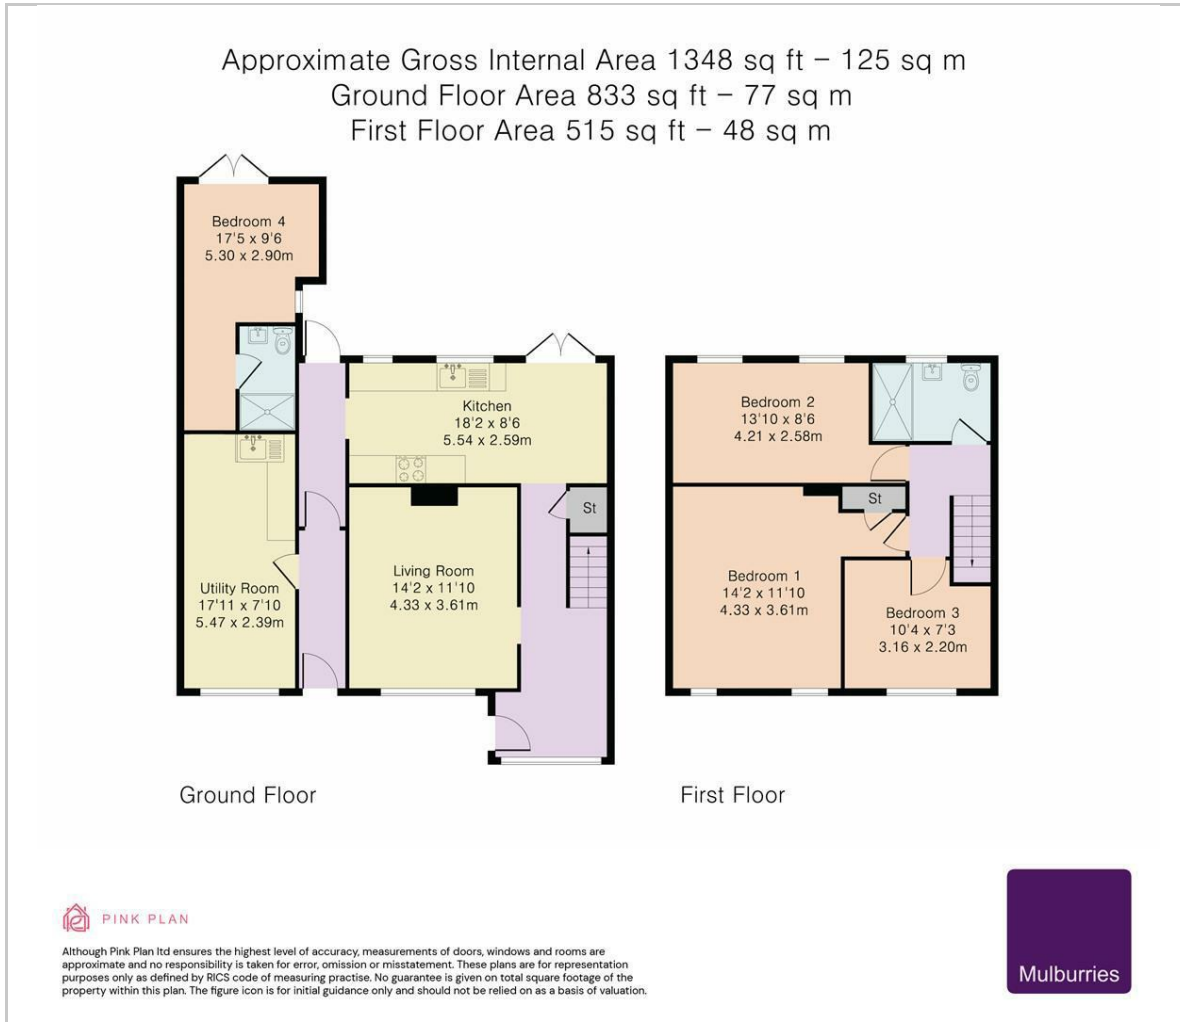 Approximate Gross Internal Area 1348 sq ft – 125 sq m
Ground Floor Area 833 sq ft – 77 sq m
First Floor Area 515 sq ft – 48 sq m
Bedroom 4
17'5 x 9'6
5.30 x 2.90m
Kitchen
18'2 x 8'6
5.54 x 2.59m
St
Living Room
14'2 x 11'10
4.33 x 3.61m
Utility Room
17'11 x 7'10
5.47 x 2.39m
Ground Floor
Bedroom 2
13'10 x 8'6
4.21 x 2.58m
St
Bedroom 1
14'2 x 11'10
4.33 x 3.61m
Bedroom 3
10'4 x 7'3
3.16 x 2.20m
First Floor
PINK PLAN
Although Pink Plan ltd ensures the highest level of accuracy, measurements of doors, windows and rooms are
approximate and no responsibility is taken for error, omission or misstatement. These plans are for representation
purposes only as defined by RICS code of measuring practise. No guarantee is given on total square footage of the
property within this plan. The figure icon is for initial guidance only and should not be relied on as a basis of valuation.
Mulburries